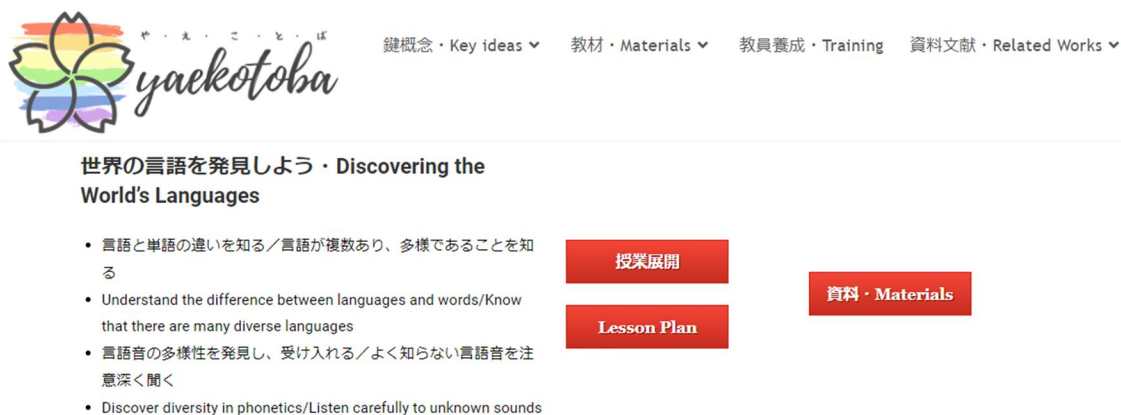 や・え・こ・と・ば
yaekotoba
鍵概念・Key ideas
教材・Materials
教員養成・Training
資料文献・Related Works
世界の言語を発見しよう・Discovering the
World's Languages
言語と単語の違いを知る／言語が複数あり、多様であることを知
る
Understand the difference between languages and words/Know
that there are many diverse languages
言語音の多様性を発見し、受け入れる／よく知らない言語音を注
意深く聞く
Discover diversity in phonetics/Listen carefully to unknown sounds
授業展開
Lesson Plan
資料・Materials